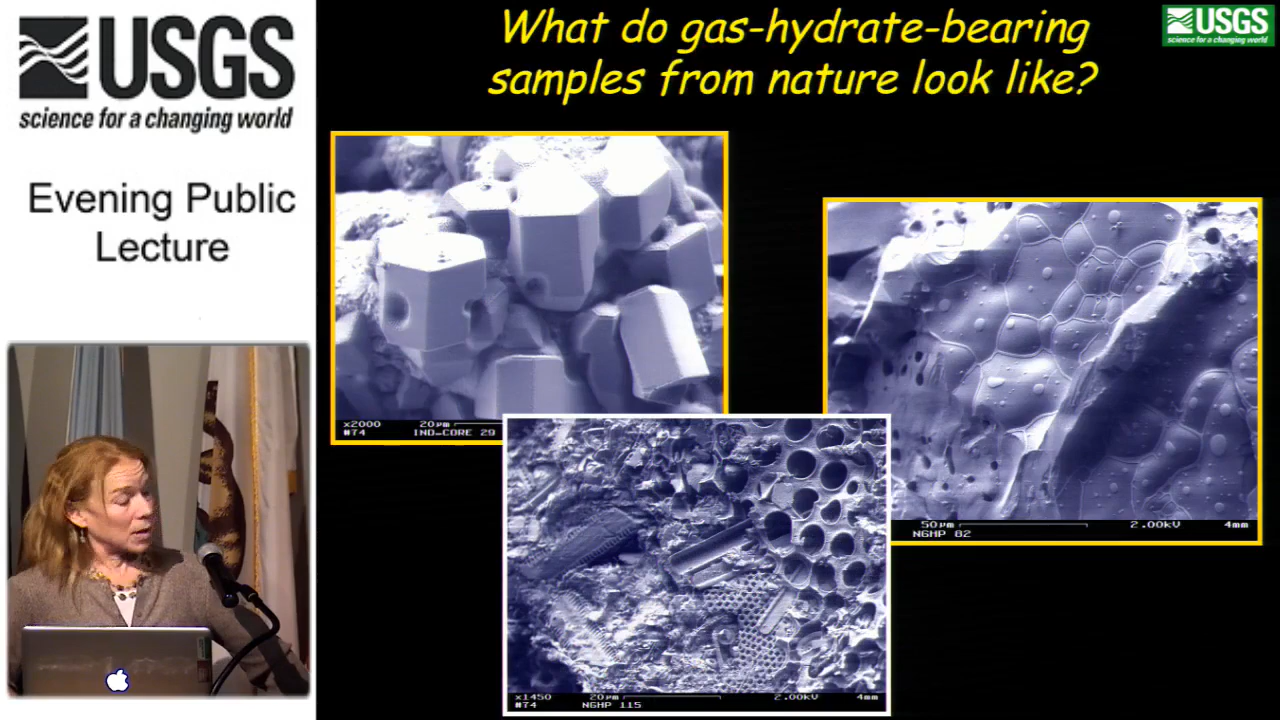 USGS
science for a changing world
Evening Public
Lecture
What do gas-hydrate-bearing
samples from nature look like?
USGS
science for a changing world
x2000 20µm
#74 IND-CORE 29
50µm 2.00kV 4mm
NGHP 82
x1450 20µm 2.00kV 4mm
#74 NGHP 115